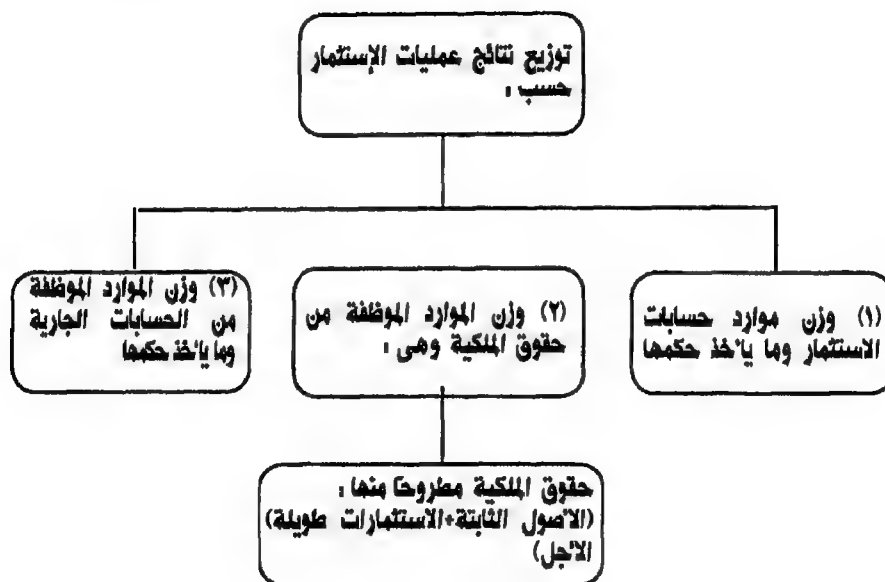 توزيع نتائج عمليات الإستثمار
حسب :
(١) وزن موارد حسابات
الاستثمار وما يأخذ حكمها
(٢) وزن الموارد الموظفة من
حقوق الملكية وهى :
(٣) وزن الموارد الموظفة
من الحسابات الجارية
وما يأخذ حكمها
حقوق الملكية مطروحا منها :
(الأصول الثابتة+الاستثمارات طويلة)
الأجل)